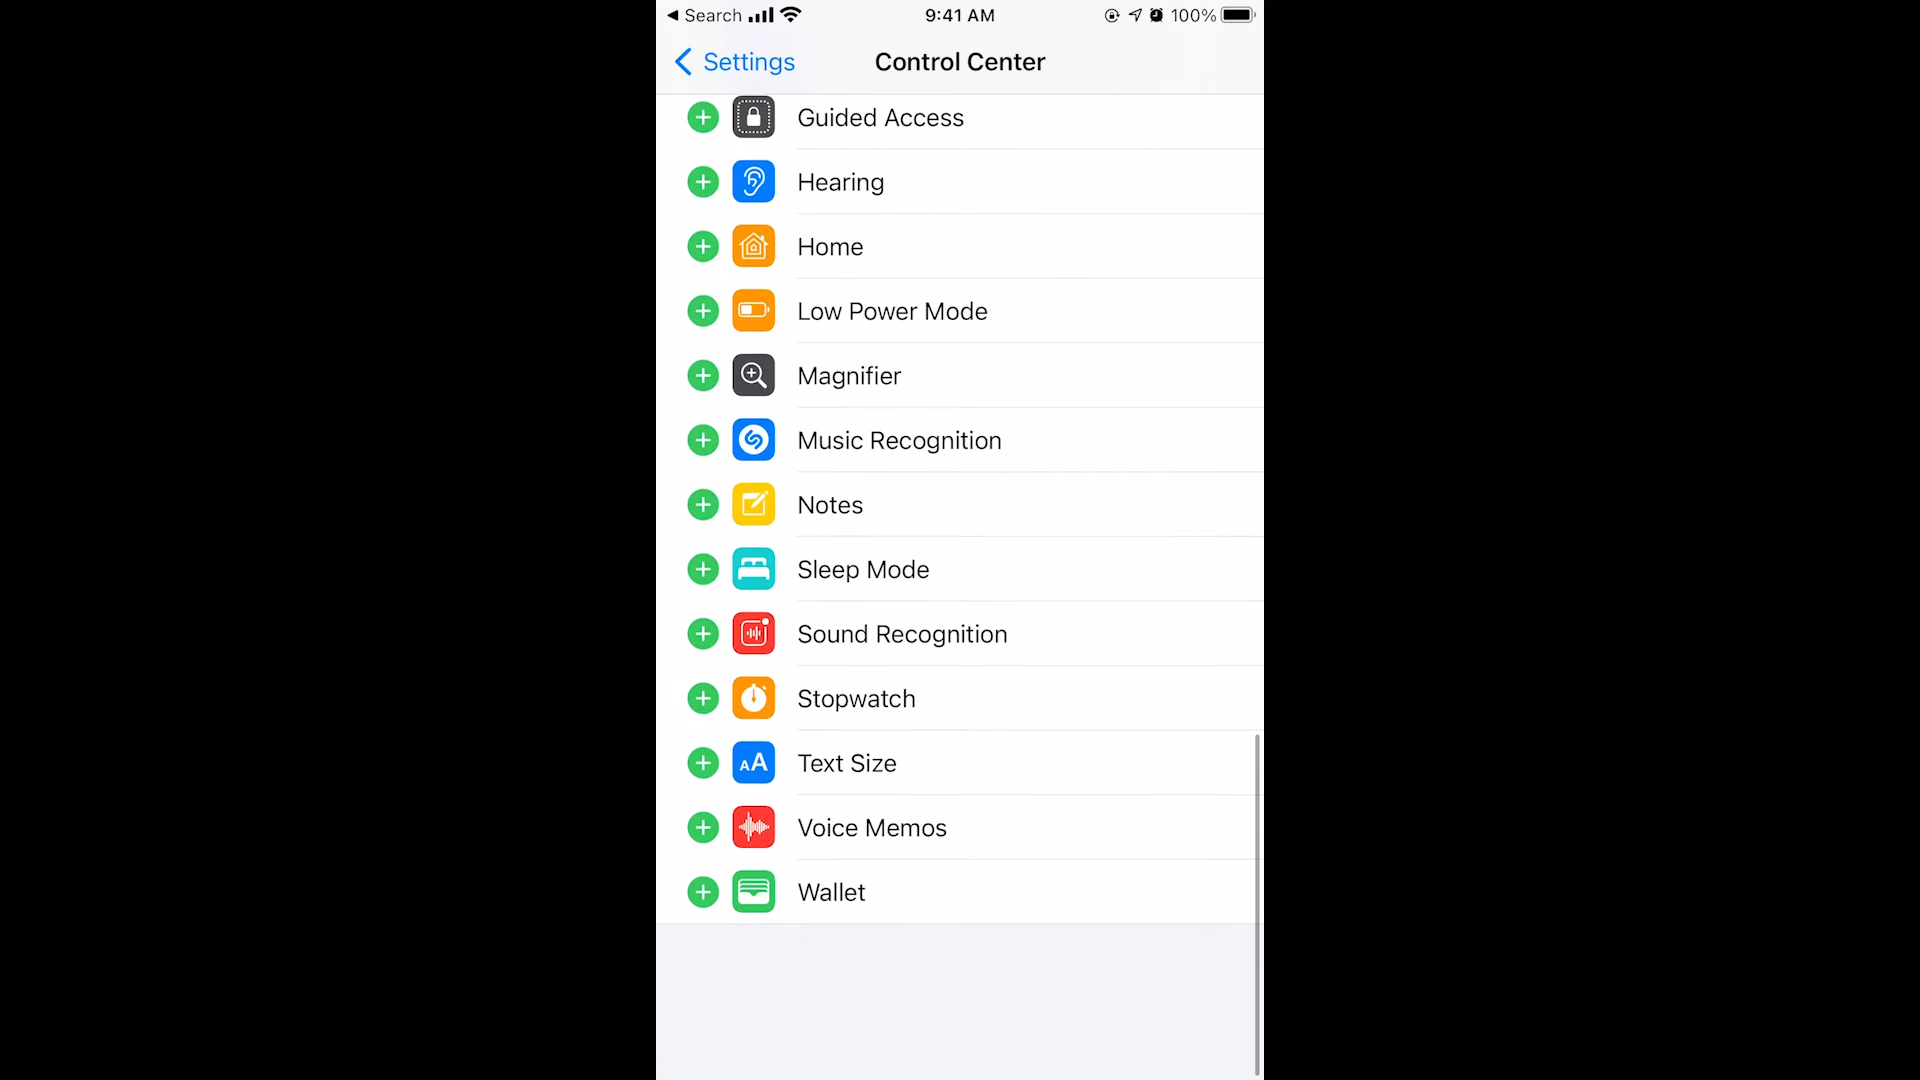 Search 9:41 AM 100%
Settings Control Center
Guided Access
Hearing
Home
Low Power Mode
Magnifier
Music Recognition
Notes
Sleep Mode
Sound Recognition
Stopwatch
AA Text Size
Voice Memos
Wallet